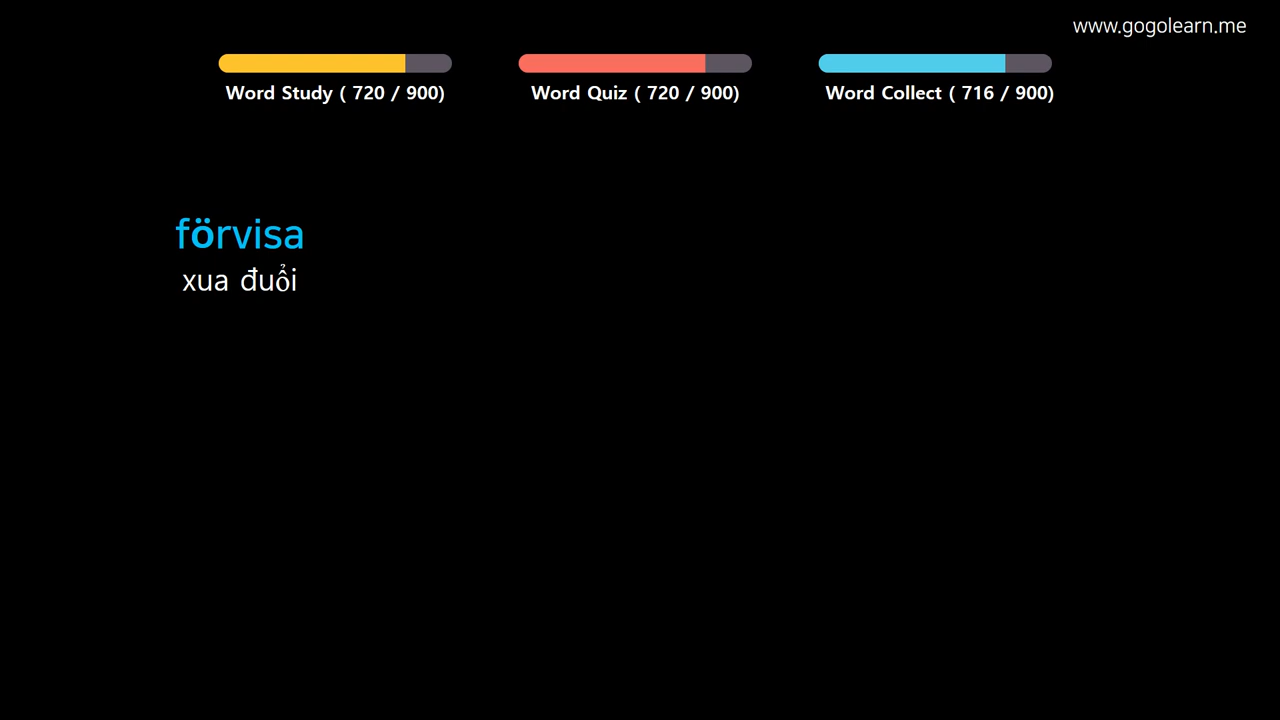 www.gogolearn.me
Word Study ( 720 / 900)
Word Quiz ( 720 / 900)
Word Collect ( 716 / 900)
förvisa
xua đuổi